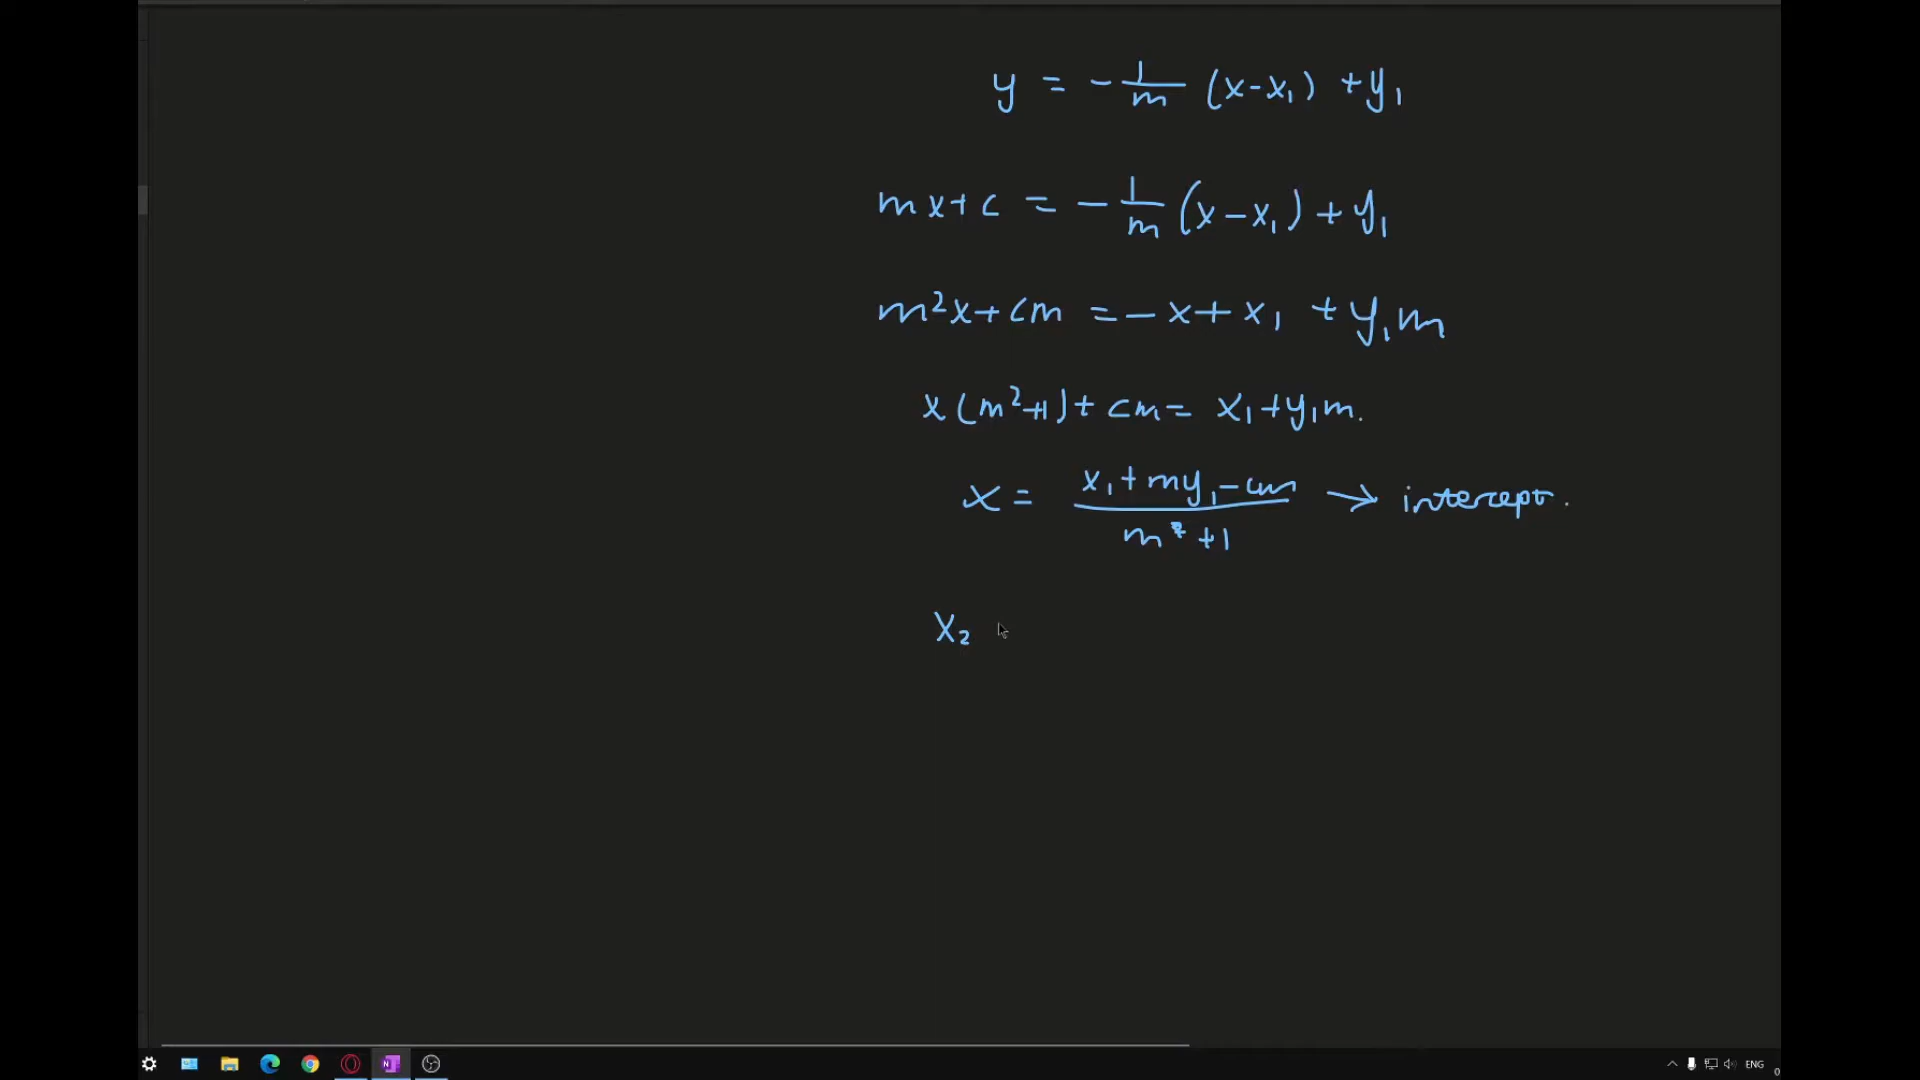 y = -1/m (x-x₁) +y₁
mx+c = -1/m (x-x₁)+y₁
m²x+cm = -x+x₁ +y₁m
x(m²+1)+cm= x₁+y₁m.
x = (x₁+my₁-cm)/(m²+1) → intercept.
x₂
ENG